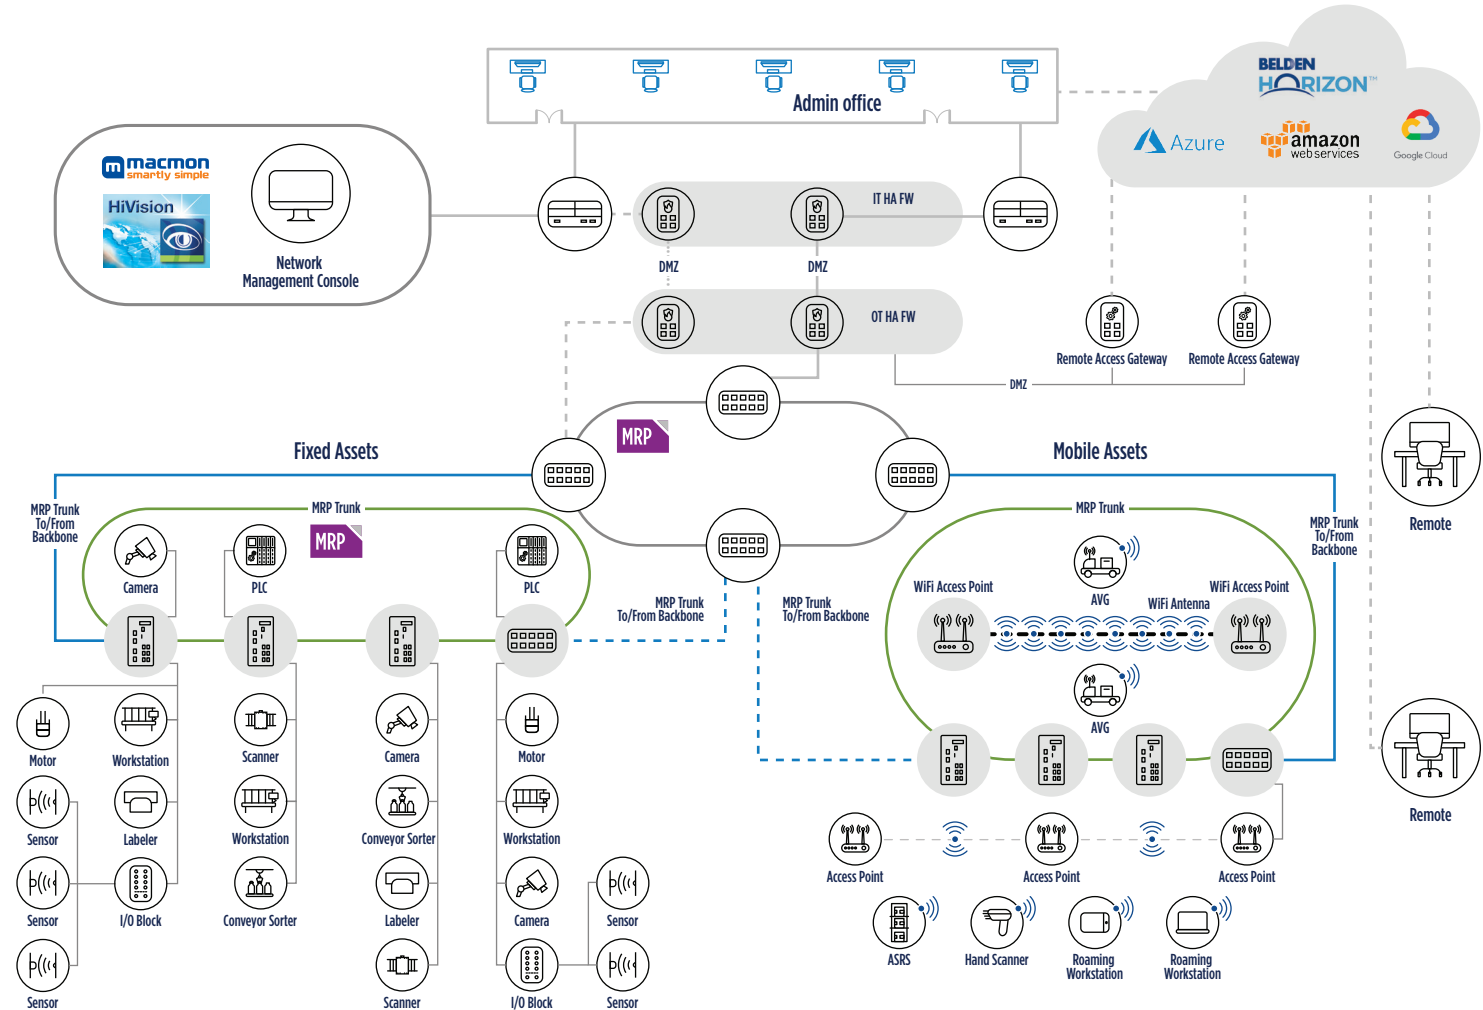 BELDEN
HORIZON™
Azure
amazon
webservices
Google Cloud
Admin office
macmon
smartly simple
HiVision
Network
Management Console
IT HA FW
DMZ
DMZ
OT HA FW
Remote Access Gateway
Remote Access Gateway
DMZ
MRP
Fixed Assets
Mobile Assets
MRP Trunk
To/From
Backbone
MRP Trunk
MRP
Camera
PLC
PLC
MRP Trunk
To/From Backbone
MRP Trunk
To/From Backbone
MRP Trunk
MRP Trunk
To/From
Backbone
Remote
WiFi Access Point
AVG
WiFi Antenna
WiFi Access Point
AVG
Remote
Motor
Workstation
Scanner
Camera
Motor
Sensor
Labeler
Workstation
Conveyor Sorter
Workstation
Sensor
I/O Block
Conveyor Sorter
Labeler
Camera
Sensor
Sensor
Scanner
I/O Block
Sensor
Access Point
Access Point
Access Point
ASRS
Hand Scanner
Roaming
Workstation
Roaming
Workstation